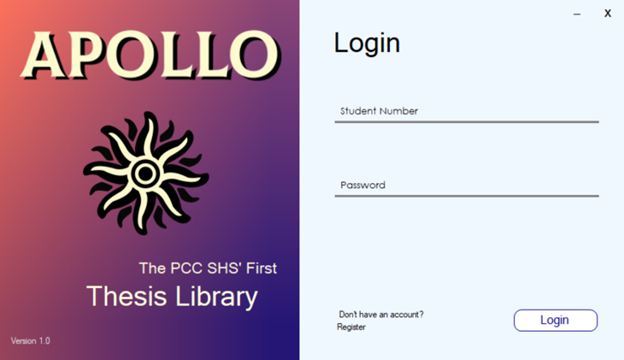 APOLLO
The PCC SHS' First
Thesis Library
Version 1.0
– X
Login
Student Number
Password
Don't have an account?
Register
Login